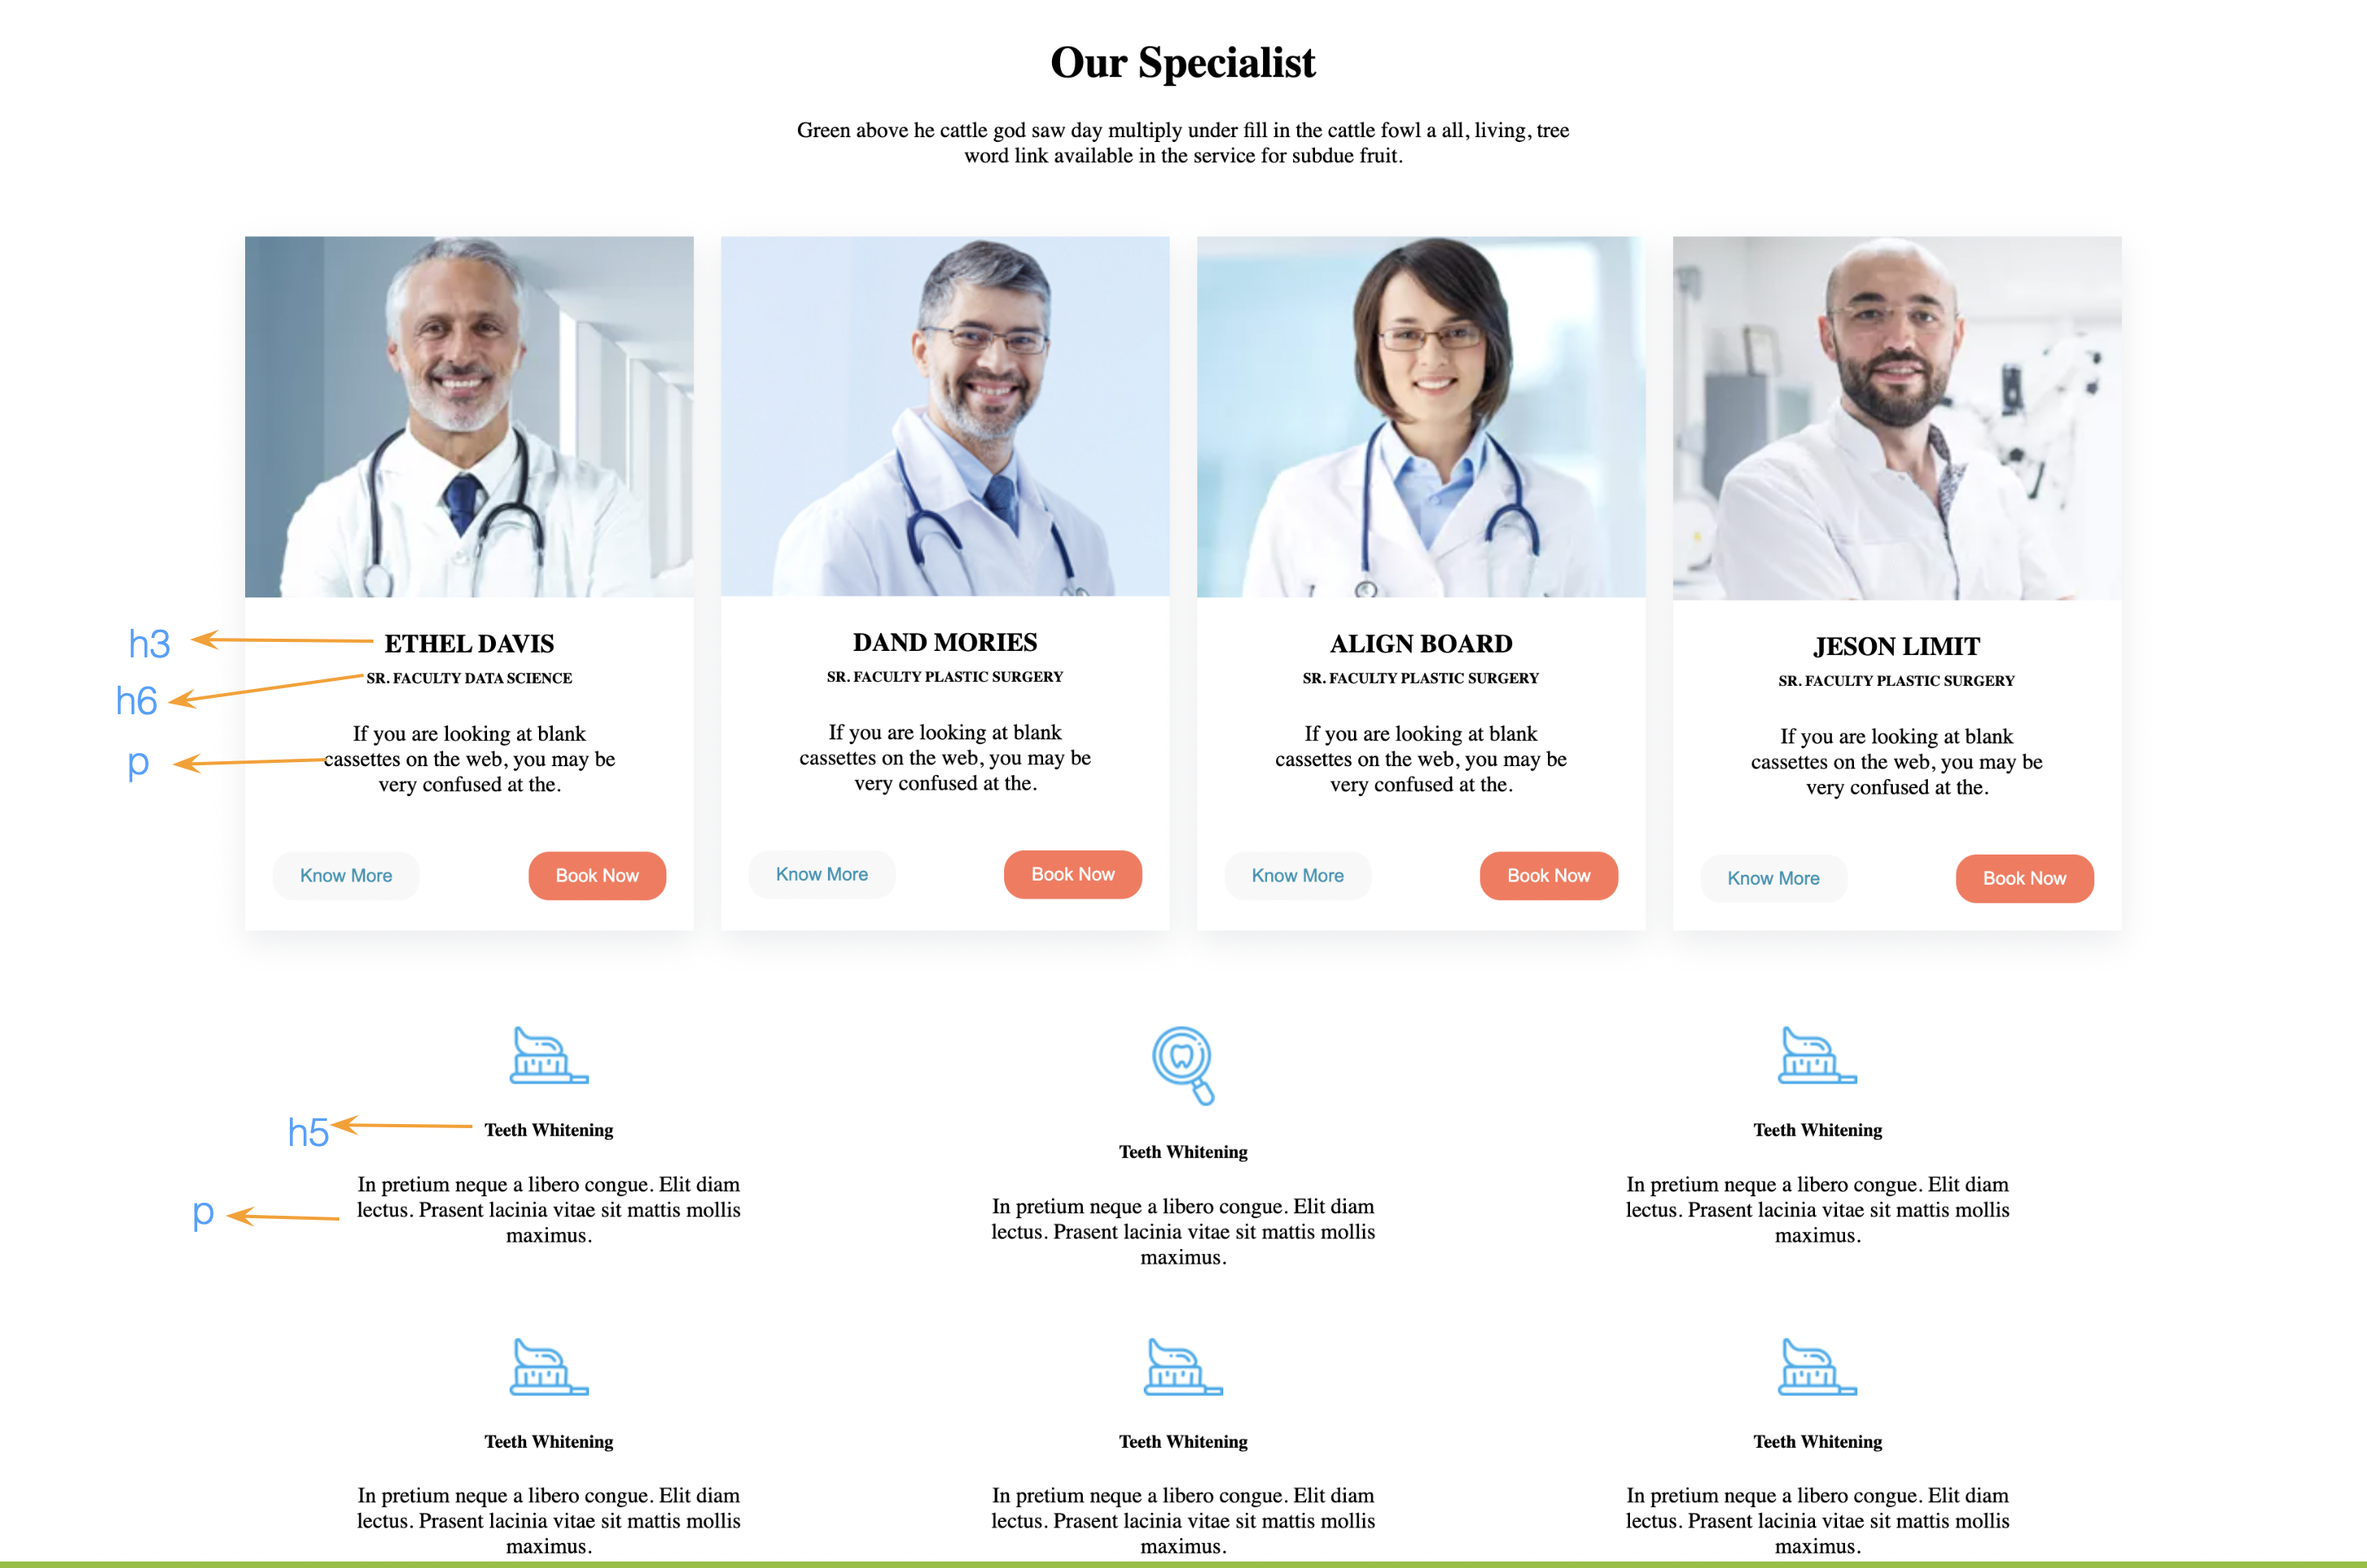 Our Specialist
Green above he cattle god saw day multiply under fill in the cattle fowl a all, living, tree
word link available in the service for subdue fruit.
h3
ETHEL DAVIS
h6
SR. FACULTY DATA SCIENCE
p
If you are looking at blank
cassettes on the web, you may be
very confused at the.
Know More
Book Now
DAND MORIES
SR. FACULTY PLASTIC SURGERY
If you are looking at blank
cassettes on the web, you may be
very confused at the.
Know More
Book Now
ALIGN BOARD
SR. FACULTY PLASTIC SURGERY
If you are looking at blank
cassettes on the web, you may be
very confused at the.
Know More
Book Now
JESON LIMIT
SR. FACULTY PLASTIC SURGERY
If you are looking at blank
cassettes on the web, you may be
very confused at the.
Know More
Book Now
h5
Teeth Whitening
p
In pretium neque a libero congue. Elit diam
lectus. Prasent lacinia vitae sit mattis mollis
maximus.
Teeth Whitening
In pretium neque a libero congue. Elit diam
lectus. Prasent lacinia vitae sit mattis mollis
maximus.
Teeth Whitening
In pretium neque a libero congue. Elit diam
lectus. Prasent lacinia vitae sit mattis mollis
maximus.
Teeth Whitening
In pretium neque a libero congue. Elit diam
lectus. Prasent lacinia vitae sit mattis mollis
maximus.
Teeth Whitening
In pretium neque a libero congue. Elit diam
lectus. Prasent lacinia vitae sit mattis mollis
maximus.
Teeth Whitening
In pretium neque a libero congue. Elit diam
lectus. Prasent lacinia vitae sit mattis mollis
maximus.